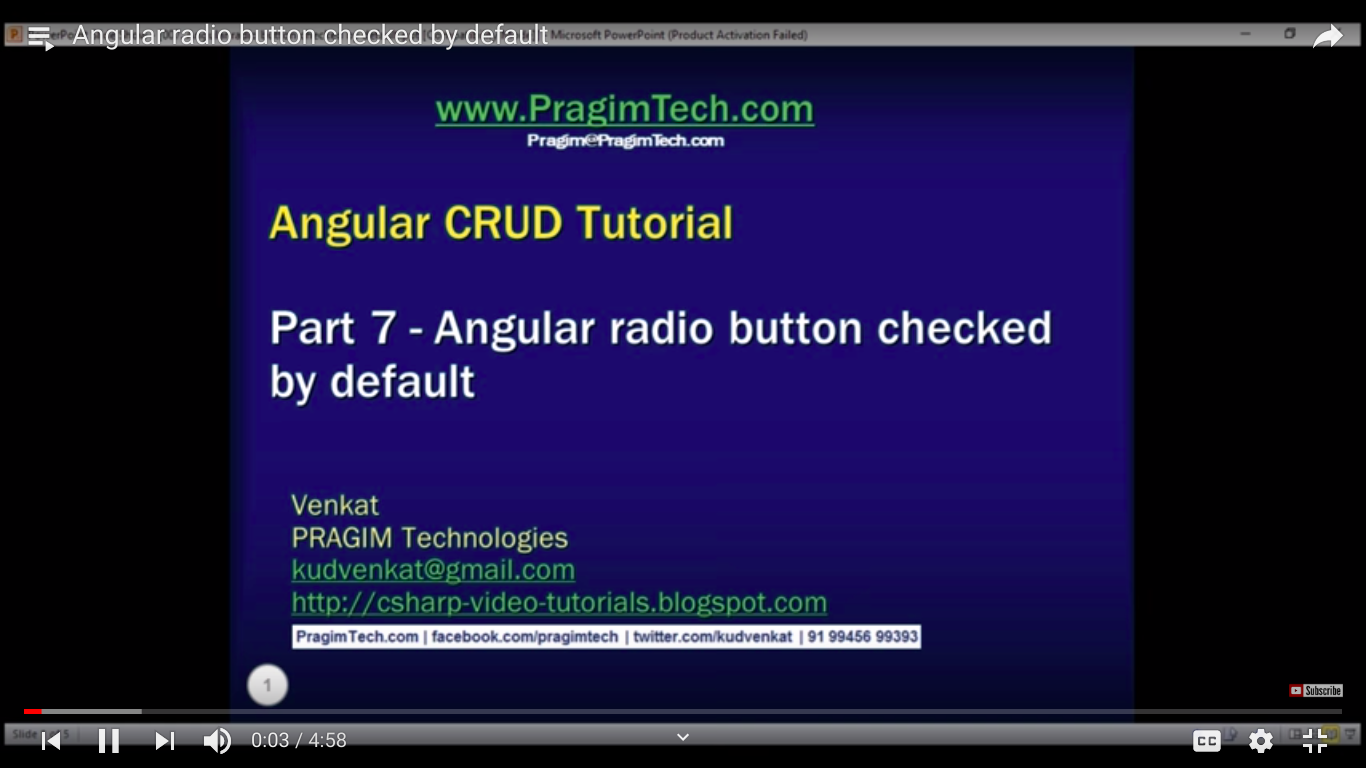 Angular radio button checked by default
Microsoft PowerPoint (Product Activation Failed)
www.PragimTech.com
Pragim@PragimTech.com
Angular CRUD Tutorial
Part 7 - Angular radio button checked
by default
Venkat
PRAGIM Technologies
kudvenkat@gmail.com
http://csharp-video-tutorials.blogspot.com
PragimTech.com | facebook.com/pragimtech | twitter.com/kudvenkat | 91 99456 99393
1
Subscribe
Slide
0:03 / 4:58
CC